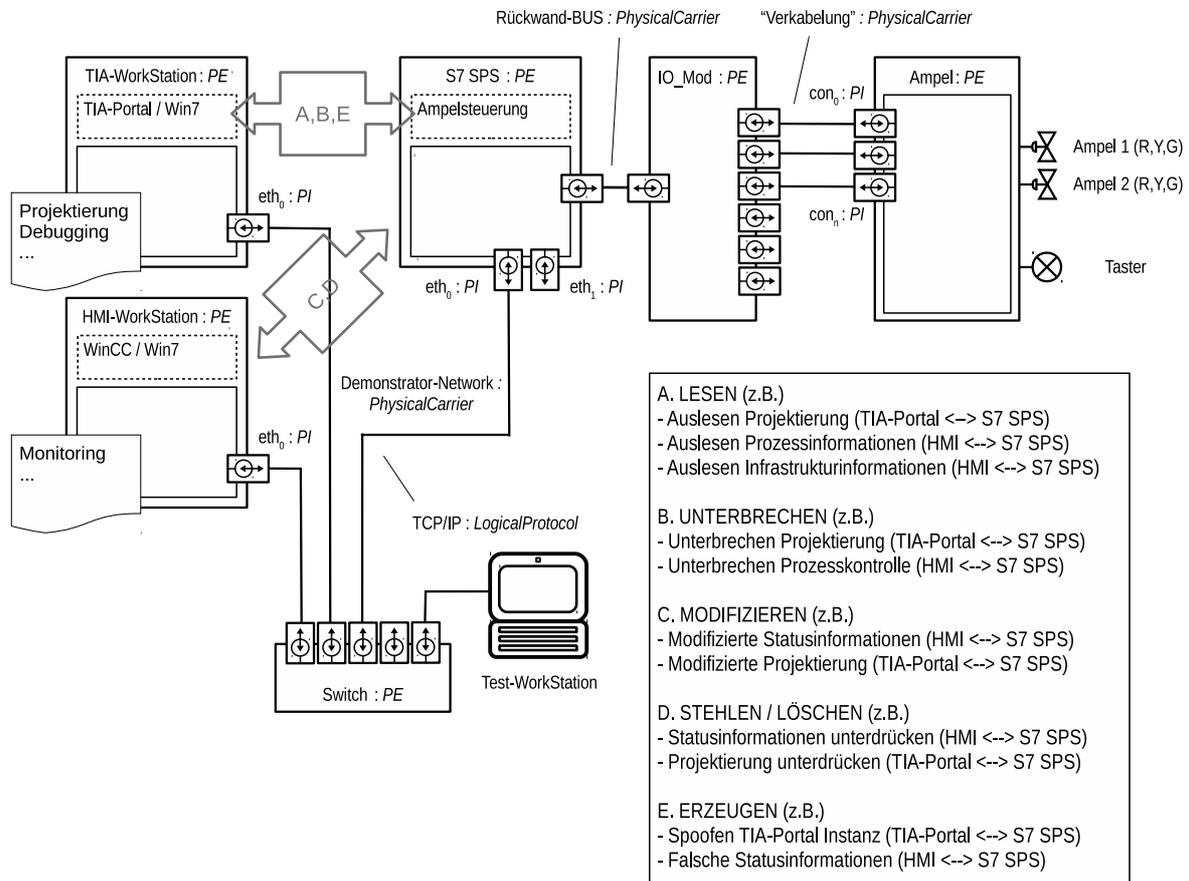 Rückwand-BUS : PhysicalCarrier
“Verkabelung” : PhysicalCarrier
TIA-WorkStation : PE
TIA-Portal / Win7
A,B,E
S7 SPS : PE
Ampelsteuerung
IO_Mod : PE
con0 : PI
Ampel : PE
Ampel 1 (R,Y,G)
Ampel 2 (R,Y,G)
eth0 : PI
Projektierung
Debugging
...
conn : PI
Taster
C,D
eth0 : PI
eth1 : PI
HMI-WorkStation : PE
WinCC / Win7
Demonstrator-Network :
PhysicalCarrier
eth0 : PI
Monitoring
...
TCP/IP : LogicalProtocol
Test-WorkStation
Switch : PE
A. LESEN (z.B.)
- Auslesen Projektierung (TIA-Portal <--> S7 SPS)
- Auslesen Prozessinformationen (HMI <--> S7 SPS)
- Auslesen Infrastrukturinformationen (HMI <--> S7 SPS)
B. UNTERBRECHEN (z.B.)
- Unterbrechen Projektierung (TIA-Portal <--> S7 SPS)
- Unterbrechen Prozesskontrolle (HMI <--> S7 SPS)
C. MODIFIZIEREN (z.B.)
- Modifizierte Statusinformationen (HMI <--> S7 SPS)
- Modifizierte Projektierung (TIA-Portal <--> S7 SPS)
D. STEHLEN / LÖSCHEN (z.B.)
- Statusinformationen unterdrücken (HMI <--> S7 SPS)
- Projektierung unterdrücken (TIA-Portal <--> S7 SPS)
E. ERZEUGEN (z.B.)
- Spoofen TIA-Portal Instanz (TIA-Portal <--> S7 SPS)
- Falsche Statusinformationen (HMI <--> S7 SPS)